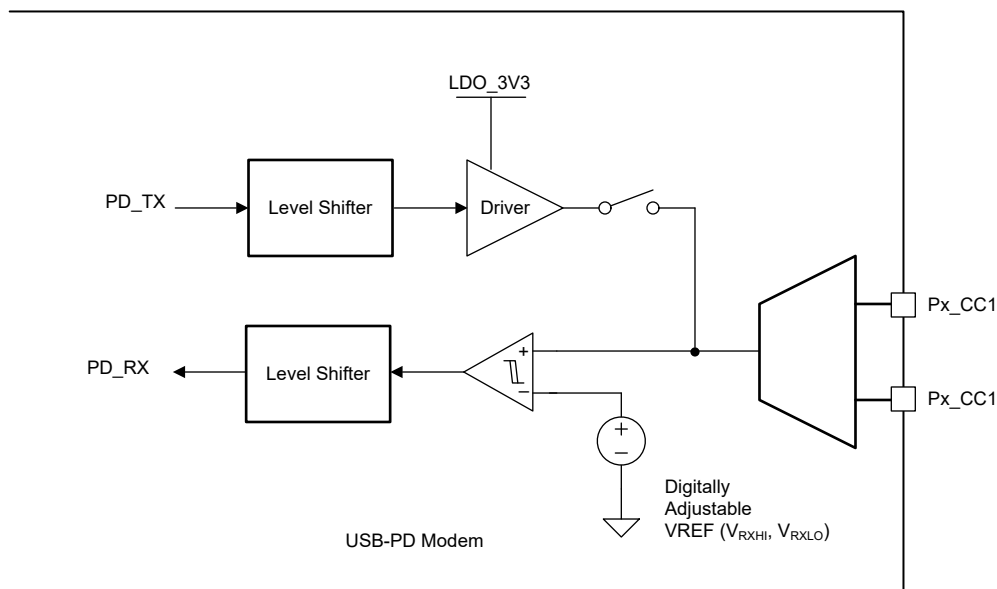 LDO_3V3
PD_TX
Level Shifter
Driver
Px_CC1
PD_RX
Level Shifter
+
−
+
−
Px_CC1
Digitally
Adjustable
VREF (VRXHI, VRXLO)
USB-PD Modem